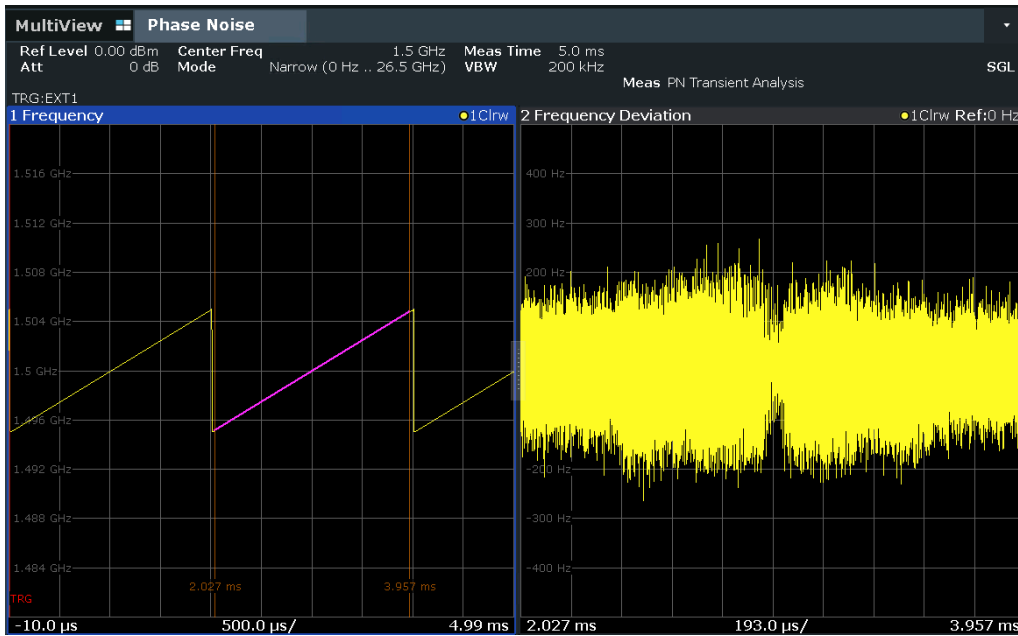 MultiView Phase Noise
Ref Level 0.00 dBm Center Freq 1.5 GHz Meas Time 5.0 ms
Att 0 dB Mode Narrow (0 Hz .. 26.5 GHz) VBW 200 kHz SGL
Meas PN Transient Analysis
TRG:EXT1
1 Frequency 1Clrw 2 Frequency Deviation 1Clrw Ref:0 Hz
1.516 GHz 400 Hz
1.512 GHz 300 Hz
1.508 GHz 200 Hz
1.504 GHz
1.5 GHz
1.496 GHz
1.492 GHz -200 Hz
1.488 GHz -300 Hz
1.484 GHz -400 Hz
2.027 ms 3.957 ms
TRG
-10.0 µs 500.0 µs/ 4.99 ms 2.027 ms 193.0 µs/ 3.957 ms